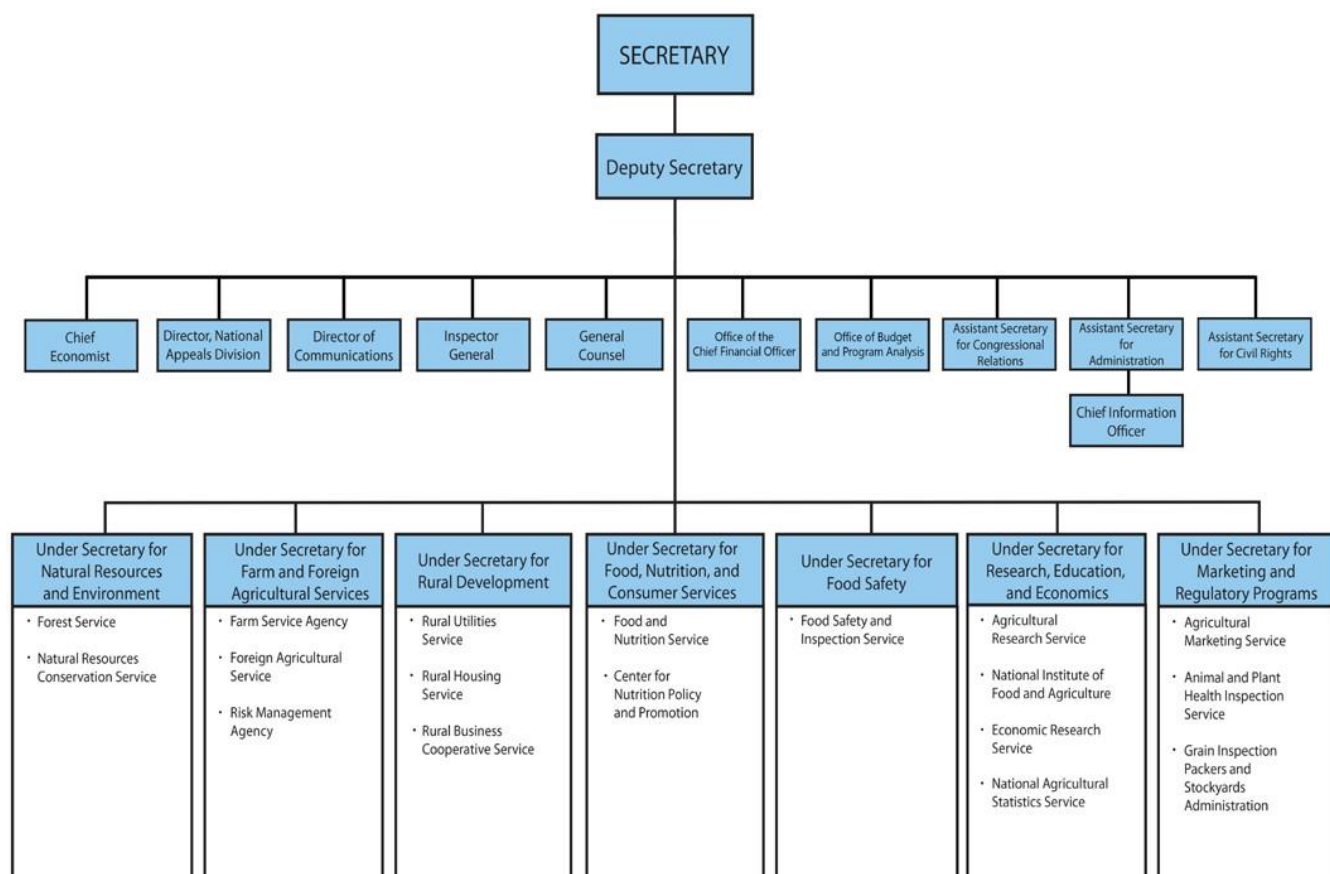 SECRETARY
Deputy Secretary
Chief
Economist
Director, National
Appeals Division
Director of
Communications
Inspector
General
General
Counsel
Office of the
Chief Financial Officer
Office of Budget
and Program Analysis
Assistant Secretary
for Congressional
Relations
Assistant Secretary
for
Administration
Assistant Secretary
for Civil Rights
Chief Information
Officer
Under Secretary for
Natural Resources
and Environment
· Forest Service
· Natural Resources
Conservation Service
Under Secretary for
Farm and Foreign
Agricultural Services
· Farm Service Agency
· Foreign Agricultural
Service
· Risk Management
Agency
Under Secretary for
Rural Development
· Rural Utilities
Service
· Rural Housing
Service
· Rural Business
Cooperative Service
Under Secretary for
Food, Nutrition, and
Consumer Services
· Food and
Nutrition Service
· Center for
Nutrition Policy
and Promotion
Under Secretary for
Food Safety
· Food Safety and
Inspection Service
Under Secretary for
Research, Education,
and Economics
· Agricultural
Research Service
· National Institute of
Food and Agriculture
· Economic Research
Service
· National Agricultural
Statistics Service
Under Secretary for
Marketing and
Regulatory Programs
· Agricultural
Marketing Service
· Animal and Plant
Health Inspection
Service
· Grain Inspection
Packers and
Stockyards
Administration